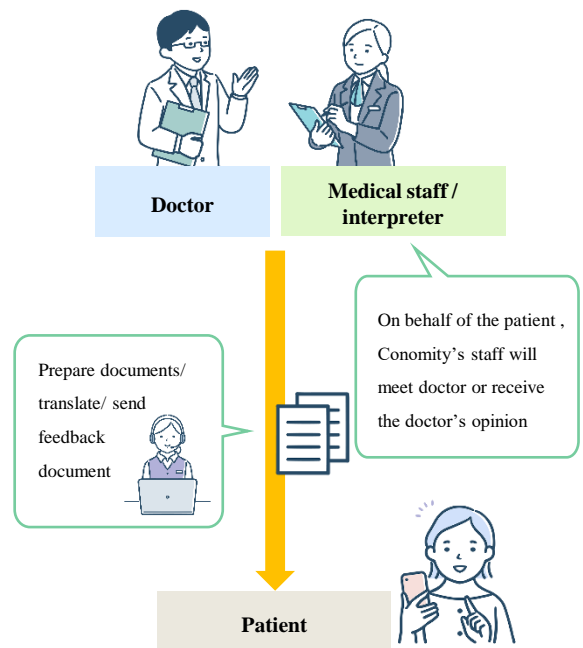 Doctor
Medical staff /
interpreter
On behalf of the patient ,
Conomity’s staff will
meet doctor or receive
the doctor’s opinion
Prepare documents/
translate/ send
feedback
document
Patient